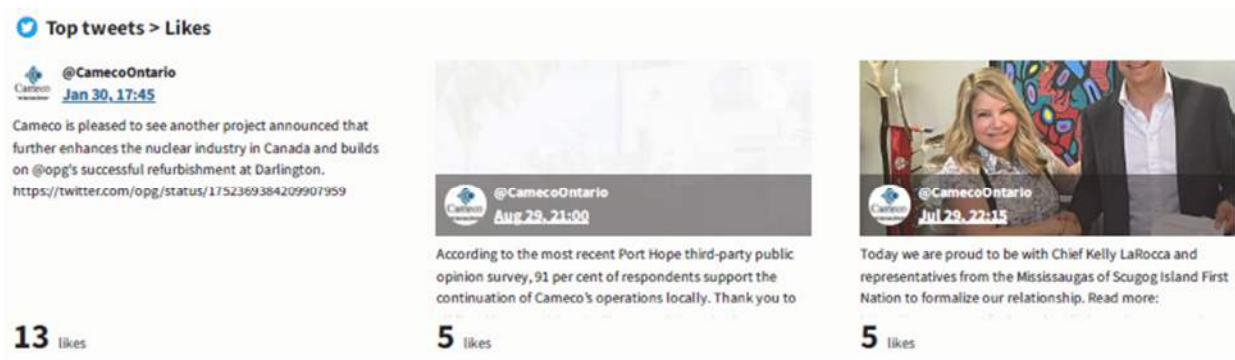 Top tweets > Likes
@CamecoOntario
Cameco
Jan 30, 17:45
Cameco is pleased to see another project announced that
further enhances the nuclear industry in Canada and builds
on @opg's successful refurbishment at Darlington.
https://twitter.com/opg/status/1752369384209907959
13 likes
@CamecoOntario
Cameco
Aug 29, 21:00
According to the most recent Port Hope third-party public
opinion survey, 91 per cent of respondents support the
continuation of Cameco's operations locally. Thank you to
5 likes
@CamecoOntario
Cameco
Jul 29, 22:15
Today we are proud to be with Chief Kelly LaRocca and
representatives from the Mississaugas of Scugog Island First
Nation to formalize our relationship. Read more:
5 likes